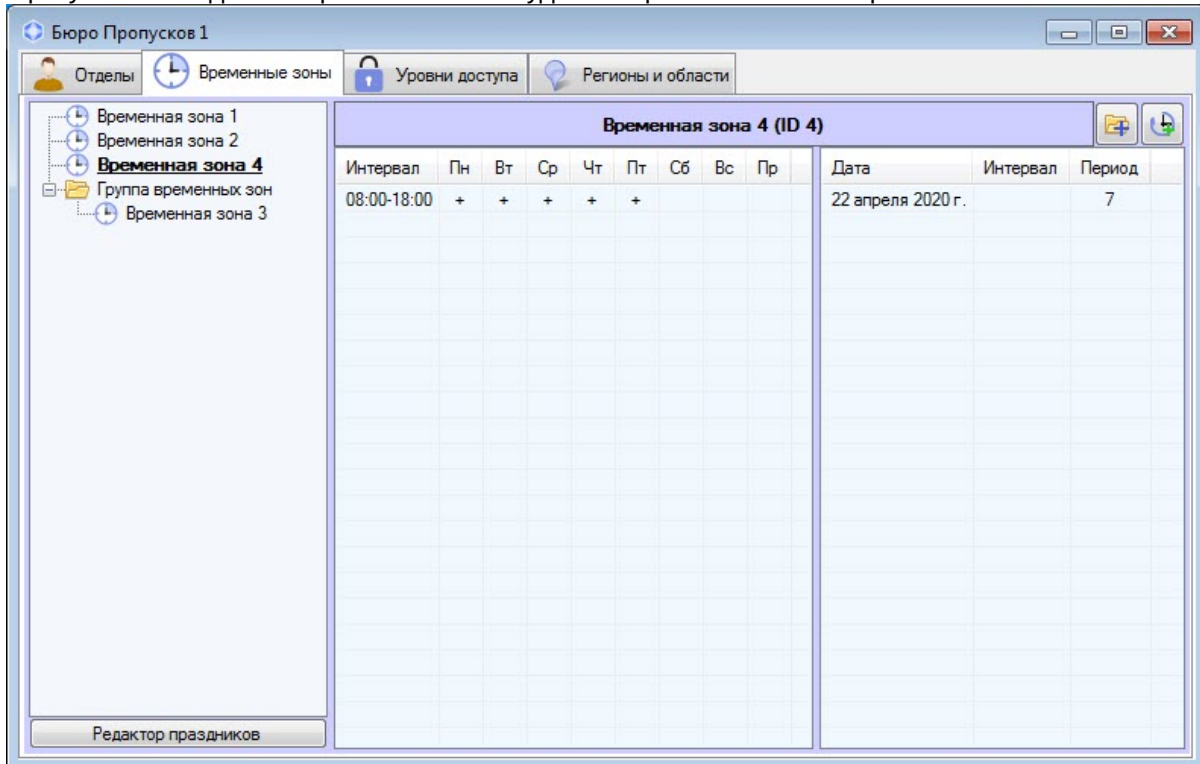 Бюро Пропусков 1
Отделы Временные зоны Уровни доступа Регионы и области
Временная зона 1
Временная зона 2
Временная зона 4
Группа временных зон
Временная зона 3
Временная зона 4 (ID 4)
Интервал Пн Вт Ср Чт Пт Сб Вс Пр
08:00-18:00 + + + + +
Дата Интервал Период
22 апреля 2020 г. 7
Редактор праздников